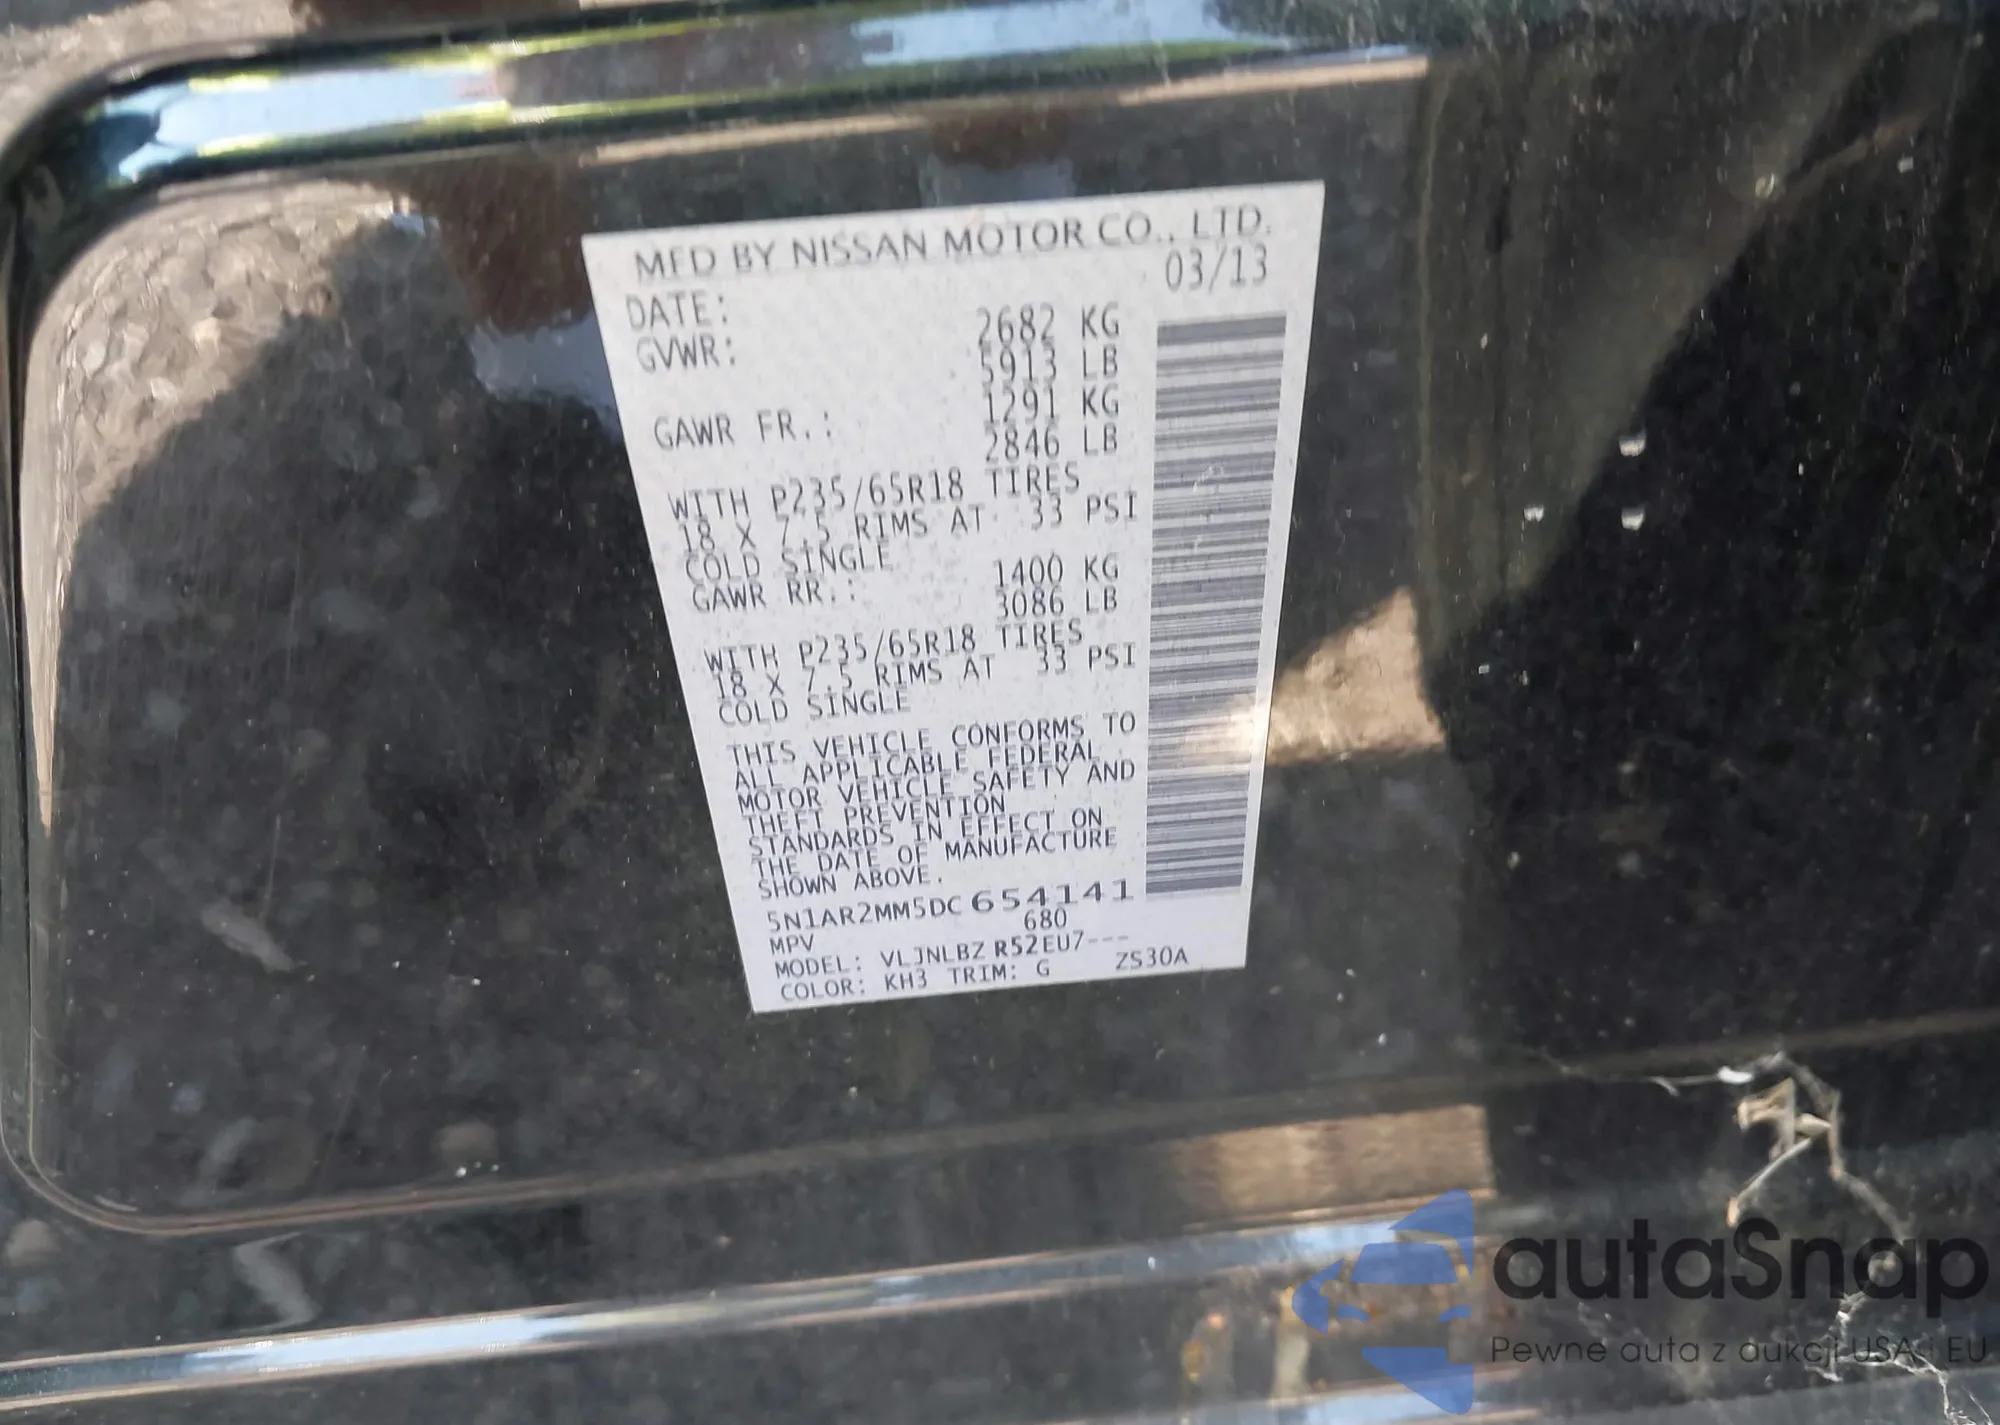 MFD BY NISSAN MOTOR CO., LTD.
DATE: 03/13
GVWR: 2682 KG
5913 LB
GAWR FR.: 1291 KG
2846 LB
WITH P235/65R18 TIRES
18 X 7.5 RIMS AT 33 PSI
COLD SINGLE
GAWR RR.: 1400 KG
3086 LB
WITH P235/65R18 TIRES
18 X 7.5 RIMS AT 33 PSI
COLD SINGLE
THIS VEHICLE CONFORMS TO
ALL APPLICABLE FEDERAL
MOTOR VEHICLE SAFETY AND
THEFT PREVENTION
STANDARDS IN EFFECT ON
THE DATE OF MANUFACTURE
SHOWN ABOVE.
5N1AR2MM5DC654141
MPV 680
MODEL: VLJNLBZ R52EU7---
COLOR: KH3 TRIM: G ZS30A
autaSnap
Pewne auta z aukcji USA i EU